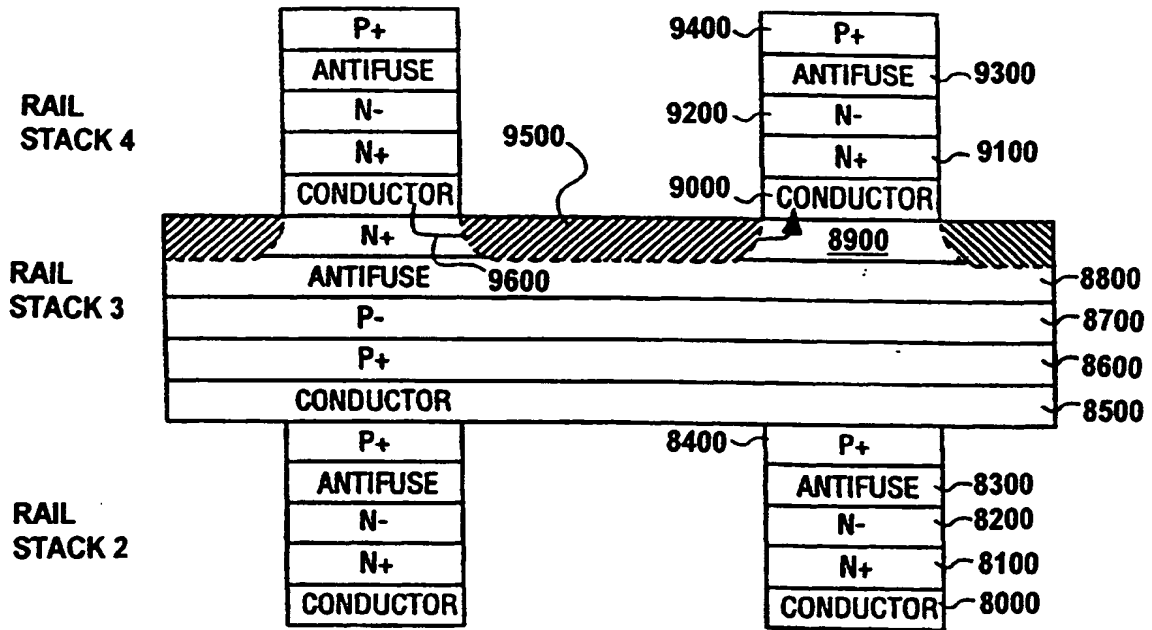 RAIL
STACK 4
P+
ANTIFUSE
N-
N+
CONDUCTOR
9500
9400
P+
ANTIFUSE
9300
9200
N-
N+
9100
9000
CONDUCTOR
RAIL
STACK 3
N+
9600
8900
ANTIFUSE
8800
P-
8700
P+
8600
CONDUCTOR
8500
RAIL
STACK 2
P+
ANTIFUSE
N-
N+
CONDUCTOR
8400
P+
ANTIFUSE
8300
N-
8200
N+
8100
CONDUCTOR
8000